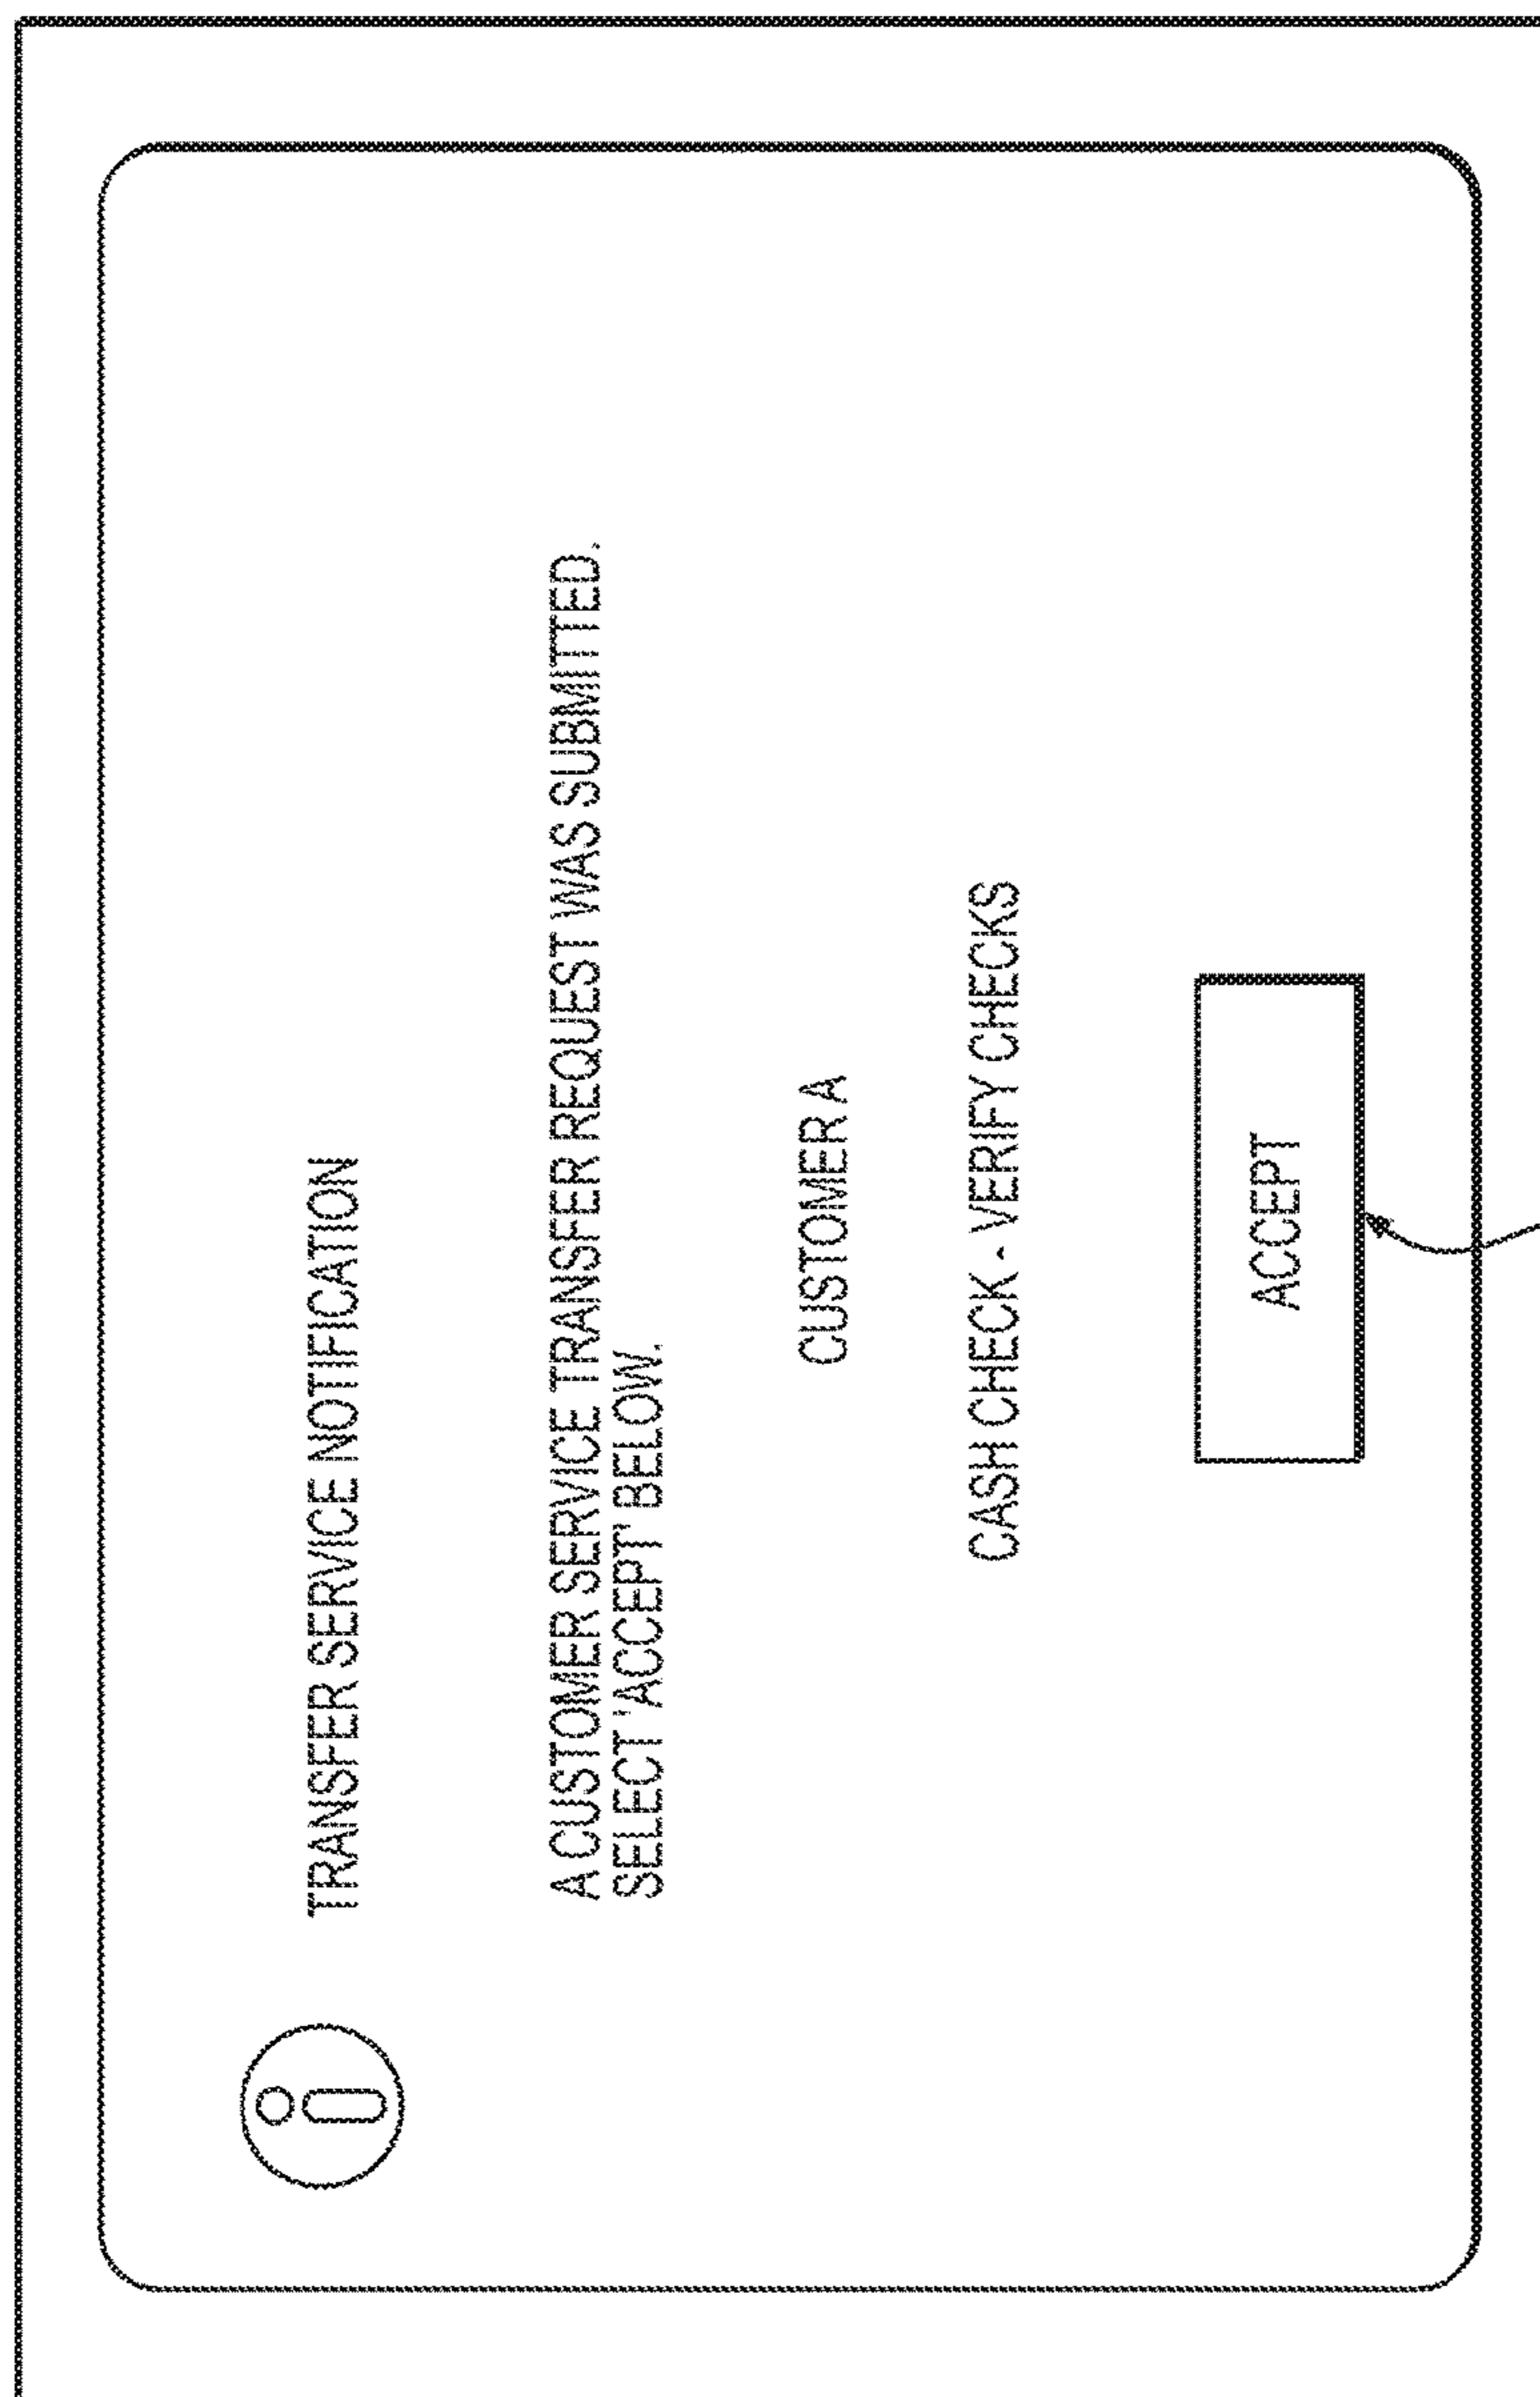 TRANSFER SERVICE NOTIFICATION
A CUSTOMER SERVICE TRANSFER REQUEST WAS SUBMITTED.
SELECT 'ACCEPT' BELOW.
CUSTOMER A
CASH CHECK - VERIFY CHECKS
ACCEPT